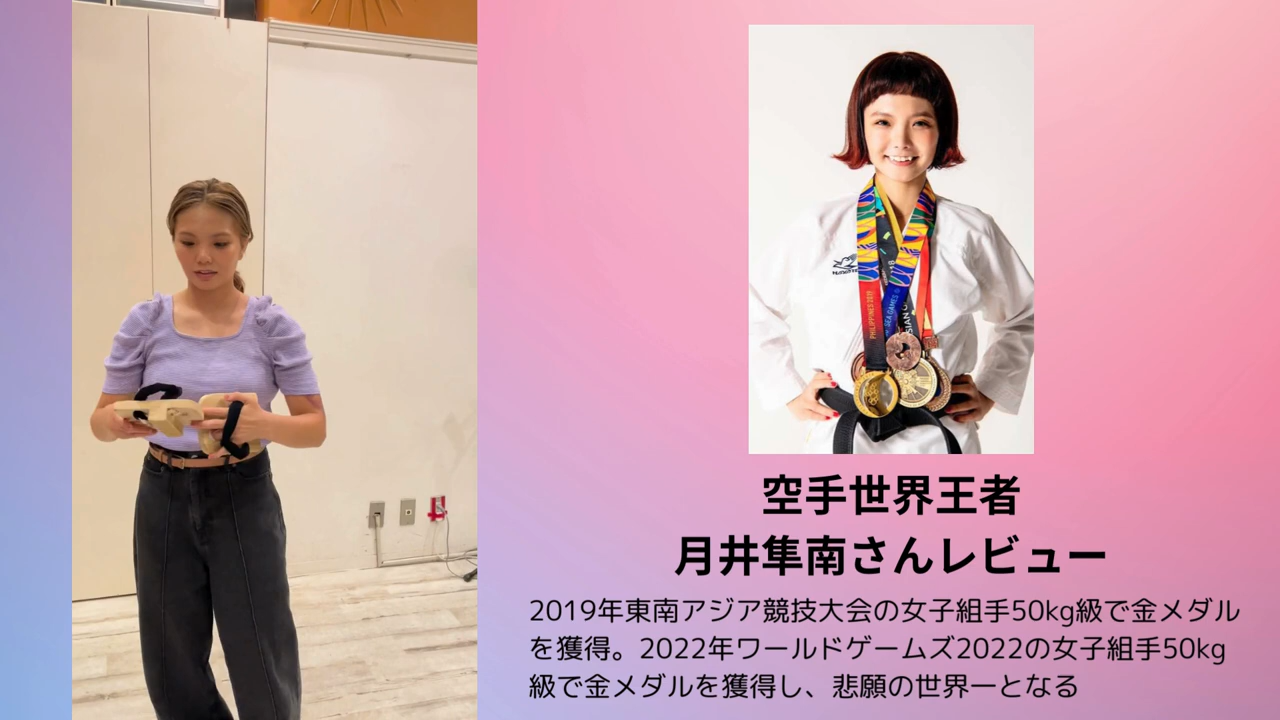 空手世界王者
月井隼南さんレビュー
2019年東南アジア競技大会の女子組手50kg級で金メダル
を獲得。2022年ワールドゲームズ2022の女子組手50kg
級で金メダルを獲得し、悲願の世界一となる
PHILIPPINES 2019
SEA GAMES